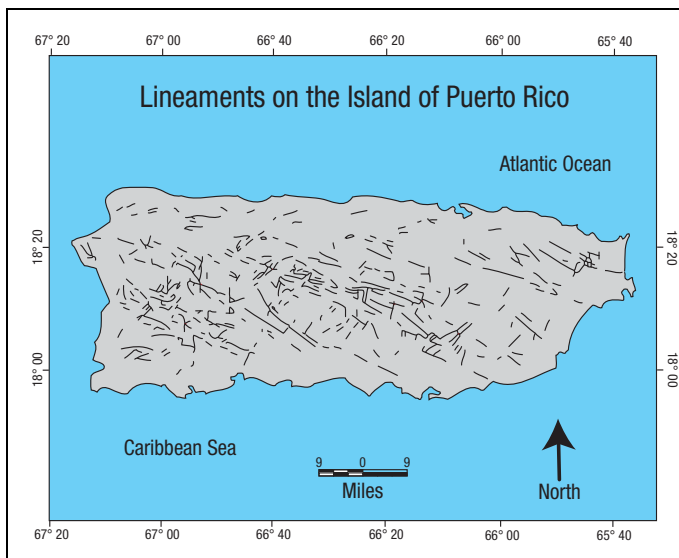 67° 20 67° 00 66° 40 66° 20 66° 00 65° 40
Lineaments on the Island of Puerto Rico
Atlantic Ocean
18° 20 18° 20
18° 00 18° 00
Caribbean Sea
9 0 9
Miles
North
67° 20 67° 00 66° 40 66° 20 66° 00 65° 40